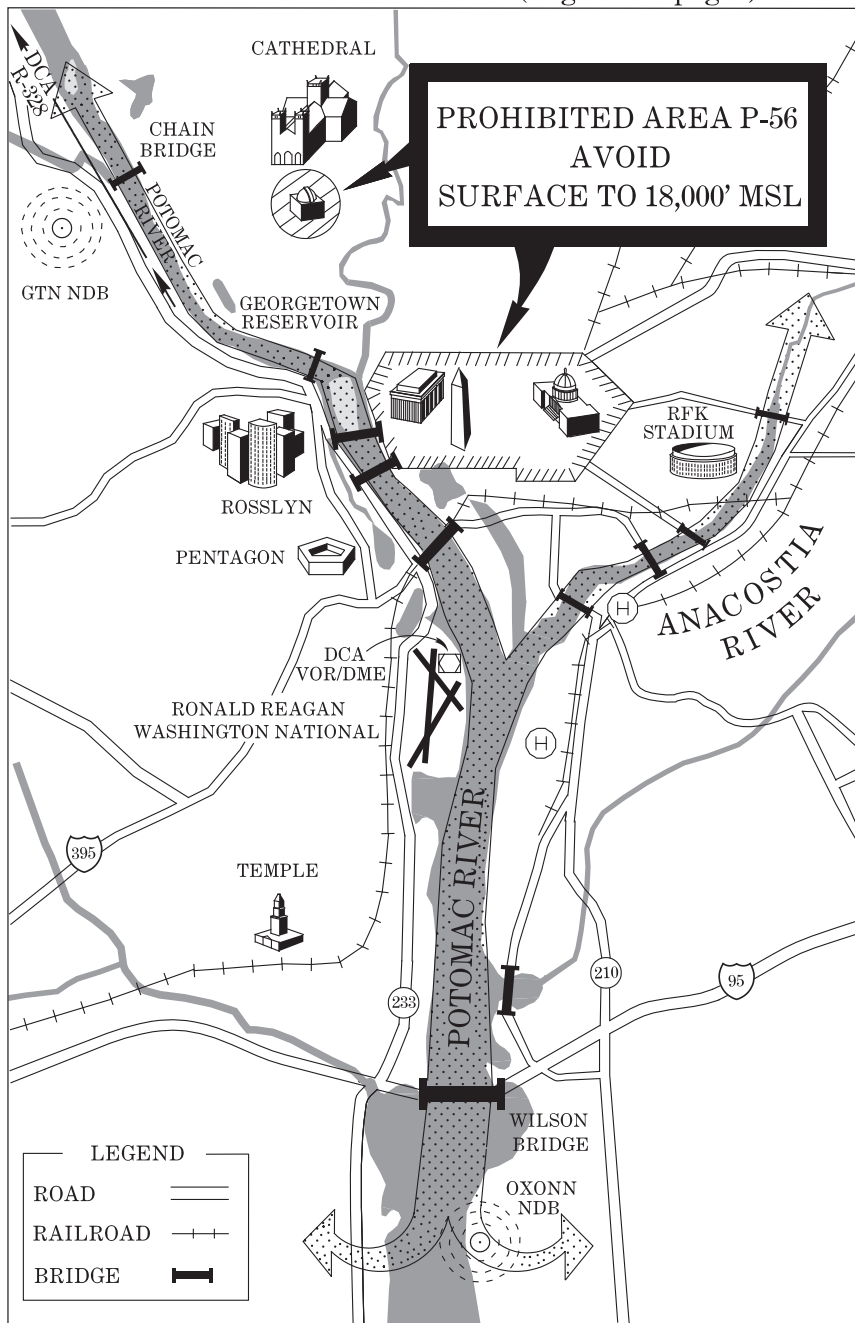 CATHEDRAL
DCA
R-328
PROHIBITED AREA P-56
AVOID
SURFACE TO 18,000' MSL
CHAIN
BRIDGE
POTOMAC
RIVER
GTN NDB
GEORGETOWN
RESERVOIR
RFK
STADIUM
ROSSLYN
PENTAGON
ANACOSTIA
RIVER
H
DCA
VOR/DME
RONALD REAGAN
WASHINGTON NATIONAL
H
POTOMAC RIVER
395
TEMPLE
233
210
95
WILSON
BRIDGE
OXONN
NDB
LEGEND
ROAD
RAILROAD
BRIDGE